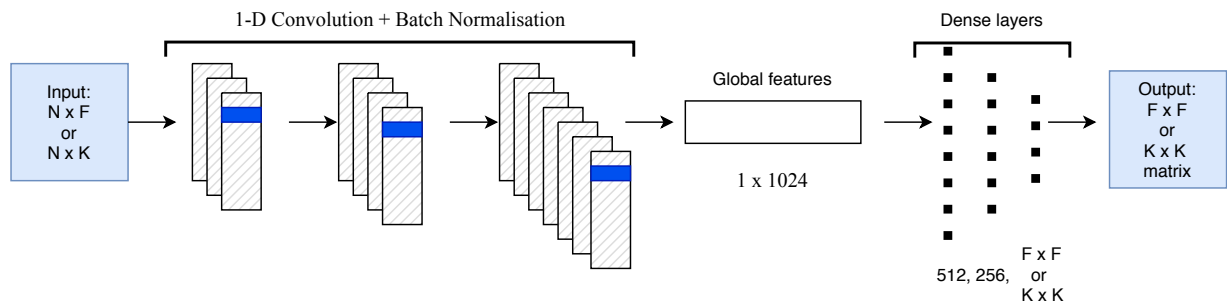 1-D Convolution + Batch Normalisation
Dense layers
Input:
N x F
or
N x K
Global features
1 x 1024
Output:
F x F
or
K x K
matrix
512, 256,
F x F
or
K x K